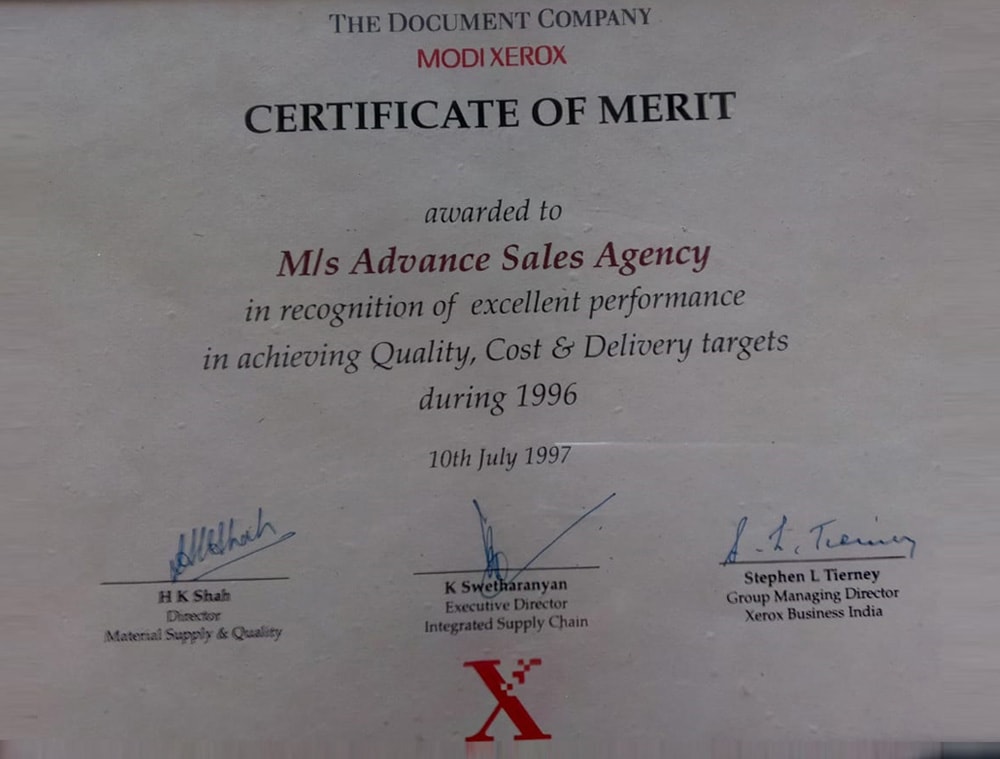 THE DOCUMENT COMPANY
MODI XEROX
CERTIFICATE OF MERIT
awarded to
M/s Advance Sales Agency
in recognition of excellent performance
in achieving Quality, Cost & Delivery targets
during 1996
10th July 1997
H K Shah
Director
Material Supply & Quality
K Swetharanyan
Executive Director
Integrated Supply Chain
S. L. Tierney
Stephen L Tierney
Group Managing Director
Xerox Business India
X